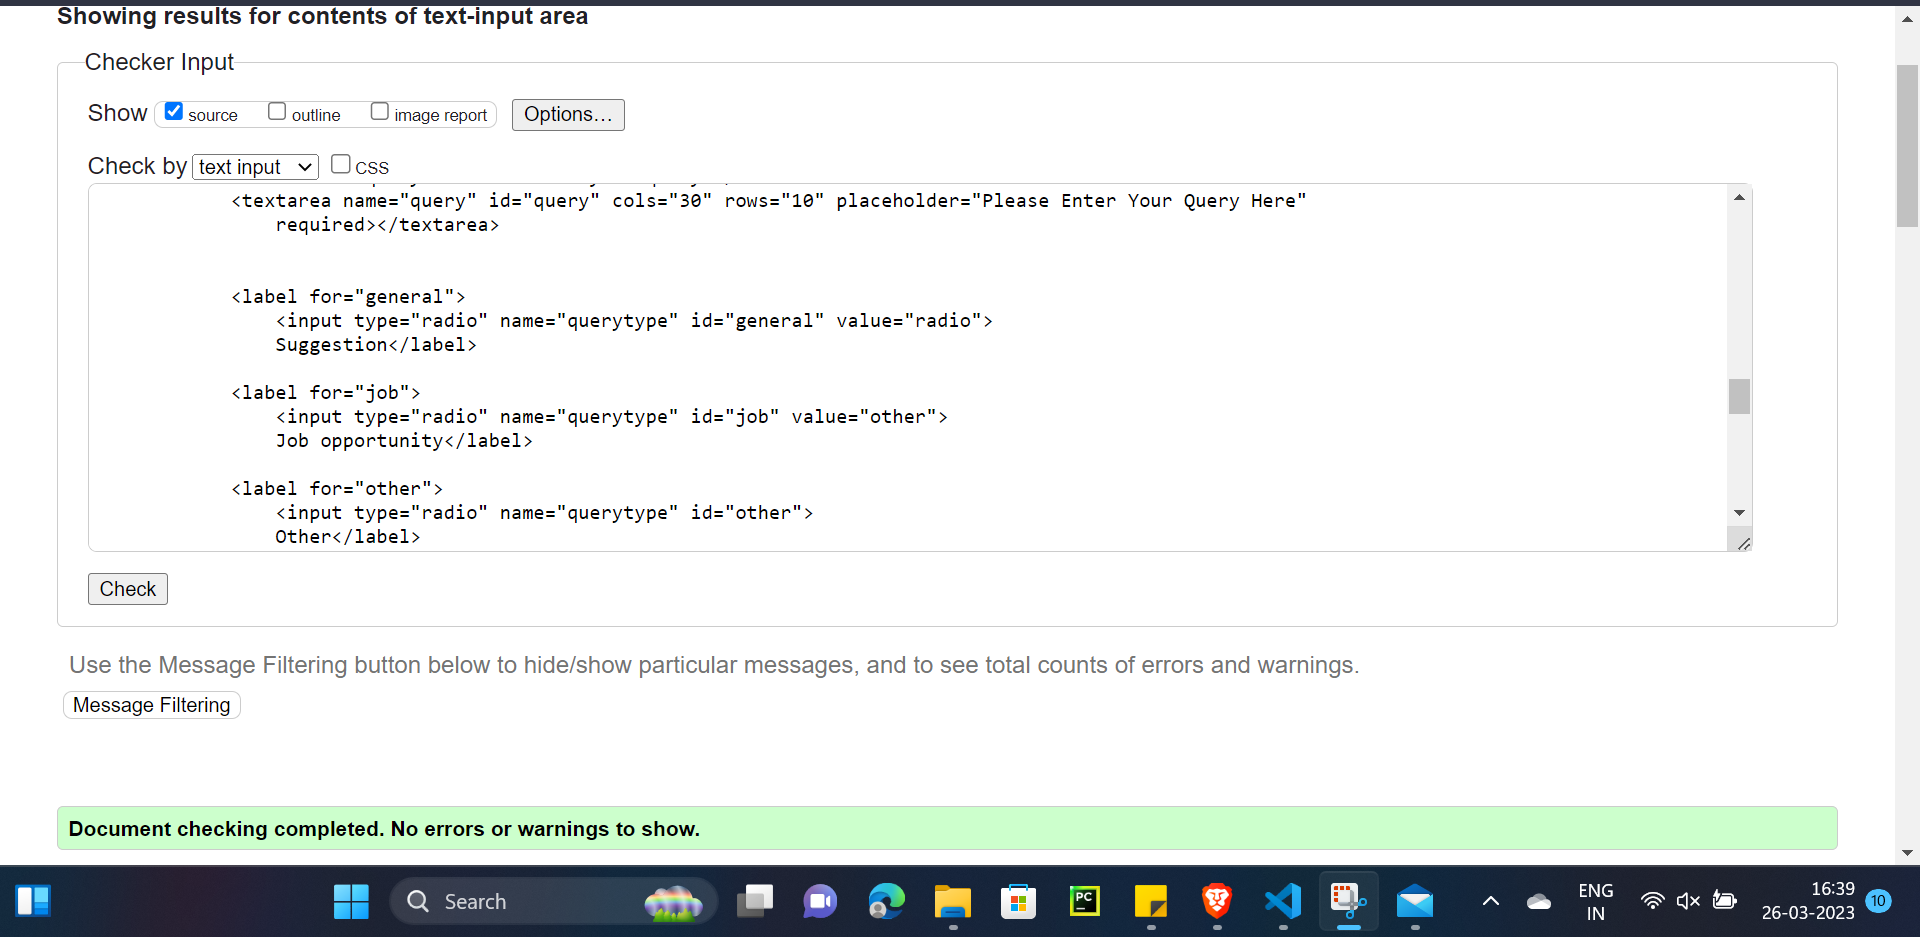 Showing results for contents of text-input area
Checker Input
Show source outline image report Options...
Check by text input CSS
<textarea name="query" id="query" cols="30" rows="10" placeholder="Please Enter Your Query Here"
required></textarea>
<label for="general">
<input type="radio" name="querytype" id="general" value="radio">
Suggestion</label>
<label for="job">
<input type="radio" name="querytype" id="job" value="other">
Job opportunity</label>
<label for="other">
<input type="radio" name="querytype" id="other">
Other</label>
Check
Use the Message Filtering button below to hide/show particular messages, and to see total counts of errors and warnings.
Message Filtering
Document checking completed. No errors or warnings to show.
Search
PC
ENG
IN
16:39
26-03-2023
10